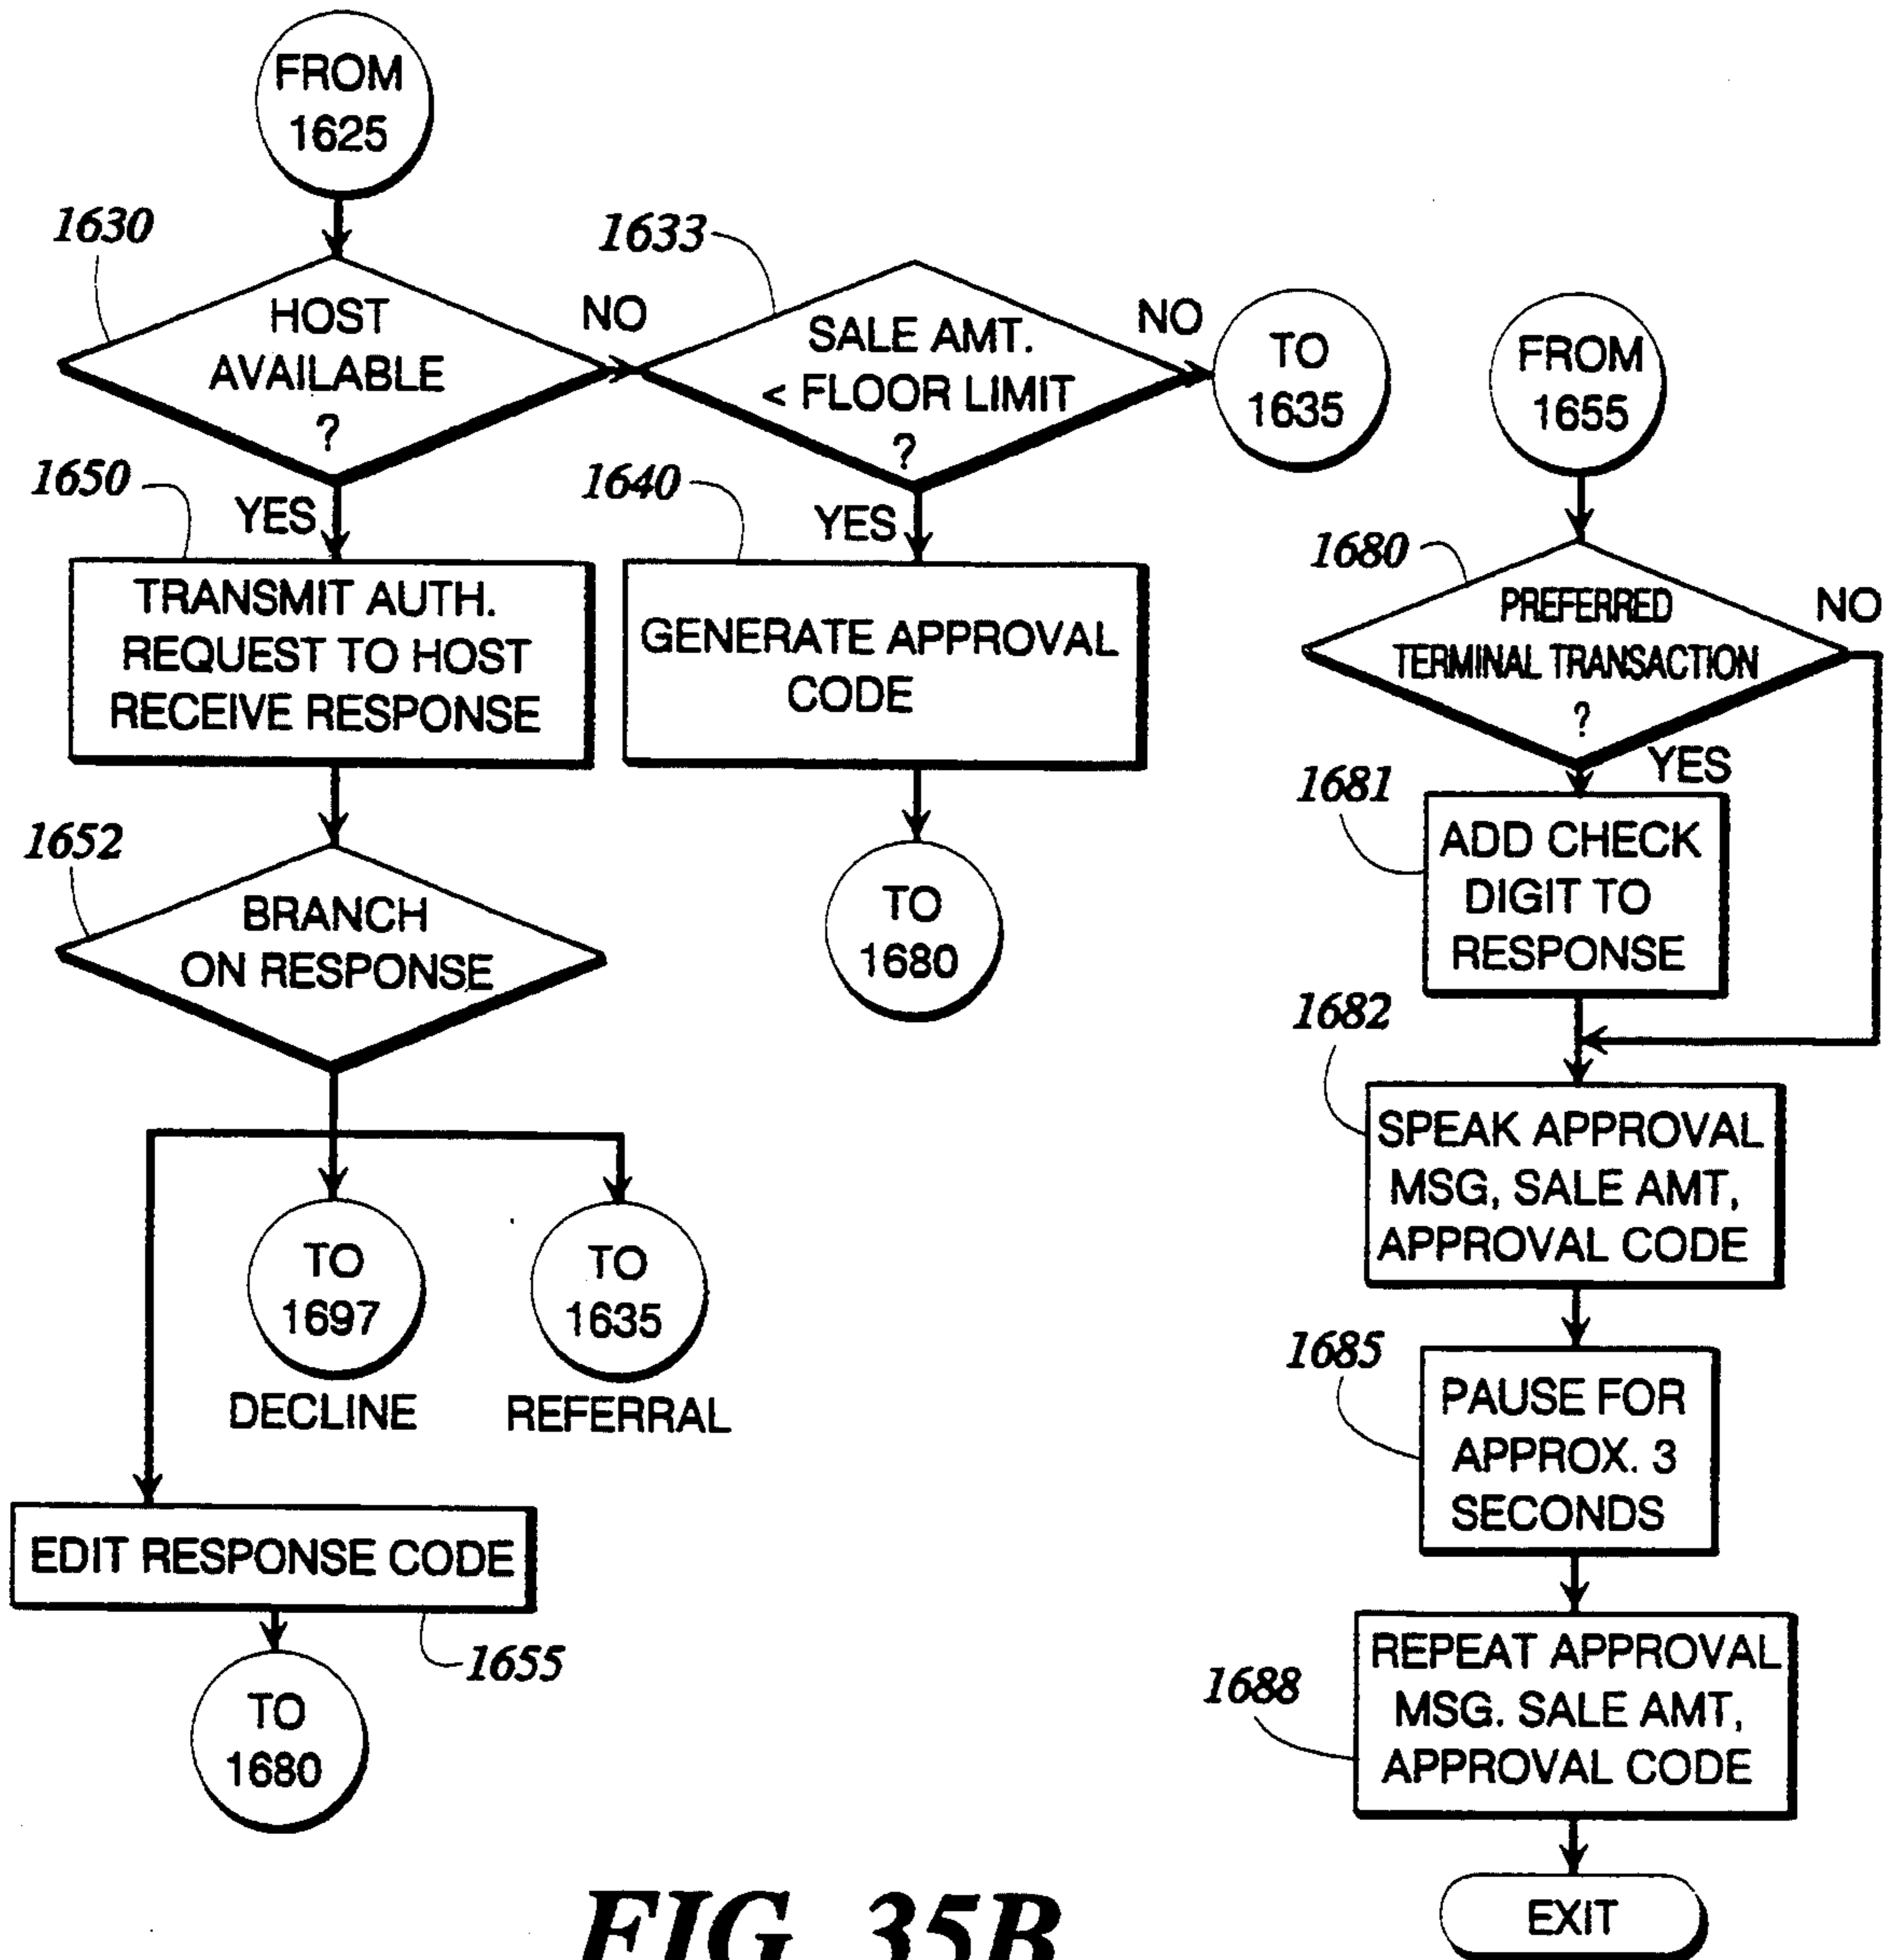 FROM
1625
1630
HOST
AVAILABLE
?
NO
YES
1633
SALE AMT.
< FLOOR LIMIT
?
NO
YES
TO
1635
1650
TRANSMIT AUTH.
REQUEST TO HOST
RECEIVE RESPONSE
1640
GENERATE APPROVAL
CODE
TO
1680
1652
BRANCH
ON RESPONSE
TO
1697
DECLINE
TO
1635
REFERRAL
EDIT RESPONSE CODE
1655
TO
1680
FROM
1655
1680
PREFERRED
TERMINAL TRANSACTION
?
NO
YES
1681
ADD CHECK
DIGIT TO
RESPONSE
1682
SPEAK APPROVAL
MSG, SALE AMT,
APPROVAL CODE
1685
PAUSE FOR
APPROX. 3
SECONDS
1688
REPEAT APPROVAL
MSG. SALE AMT,
APPROVAL CODE
EXIT
FIG. 35B